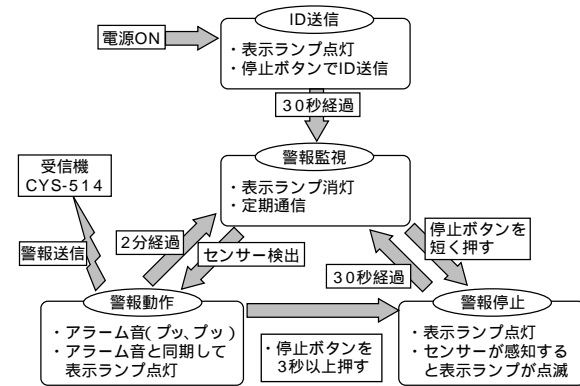 ID送信
電源ON
・表示ランプ点灯
・停止ボタンでID送信
30秒経過
警報監視
受信機
CYS-514
・表示ランプ消灯
・定期通信
警報送信
2分経過
センサー検出
停止ボタンを
短く押す
30秒経過
警報動作
・アラーム音(プッ、プッ)
・アラーム音と同期して
表示ランプ点灯
・停止ボタンを
3秒以上押す
警報停止
・表示ランプ点灯
・センサーが感知する
と表示ランプが点滅